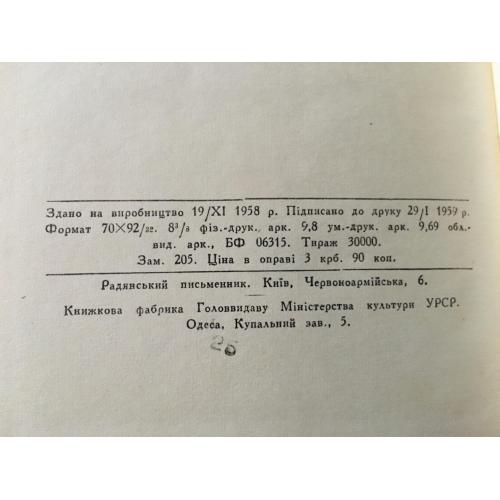 Здано на виробництво 19/XI 1958 р. Підписано до друку 29/I 1959 р.
Формат 70×92/32. 8³/8 фіз.-друк. арк. 9,8 ум.-друк. арк. 9,69 обл.-
вид. арк., БФ 06315. Тираж 30000.
Зам. 205. Ціна в оправі 3 крб. 90 коп.
Радянський письменник. Київ, Червоноармійська, 6.
Книжкова фабрика Головвидаву Міністерства культури УРСР.
Одеса, Купальний зав., 5.
26